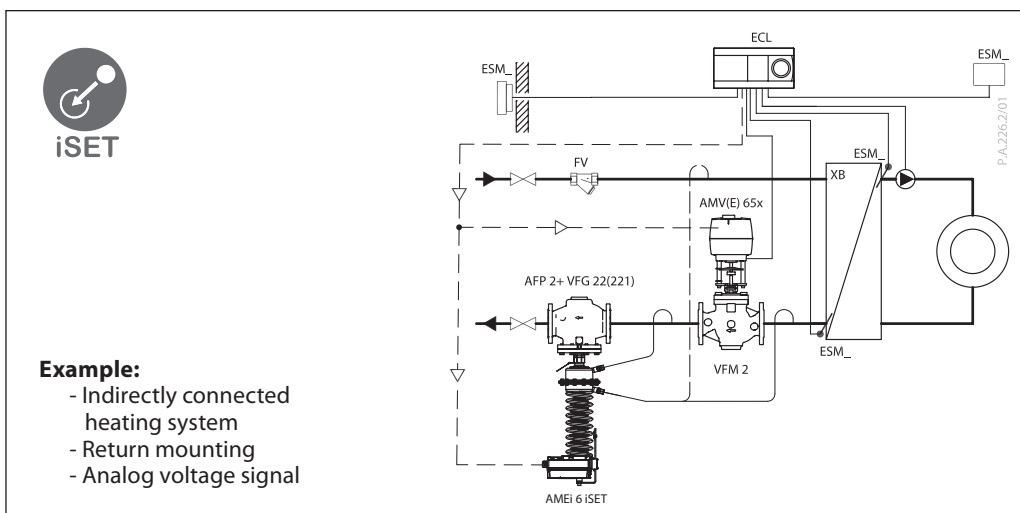 iSET
ECL
ESM_
P.A.226.2/01
FV
ESM_
XB
AMV(E) 65x
AFP 2+ VFG 22(221)
ESM_
VFM 2
Example:
- Indirectly connected
heating system
- Return mounting
- Analog voltage signal
AMEi 6 iSET